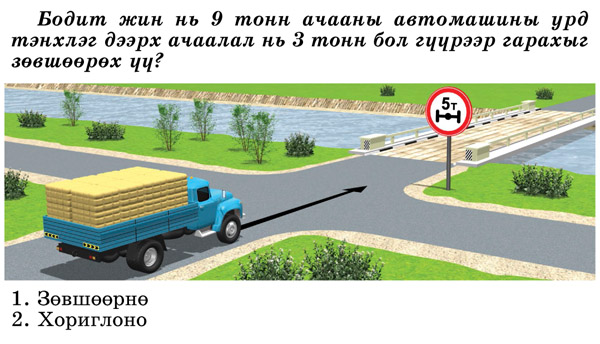 Бодит жин нь 9 тонн ачааны автомашины урд
тэнхлэг дээрх ачаалал нь 3 тонн бол гүүрээр гарахыг
зөвшөөрөх үү?
5т
1. Зөвшөөрнө
2. Хориглоно